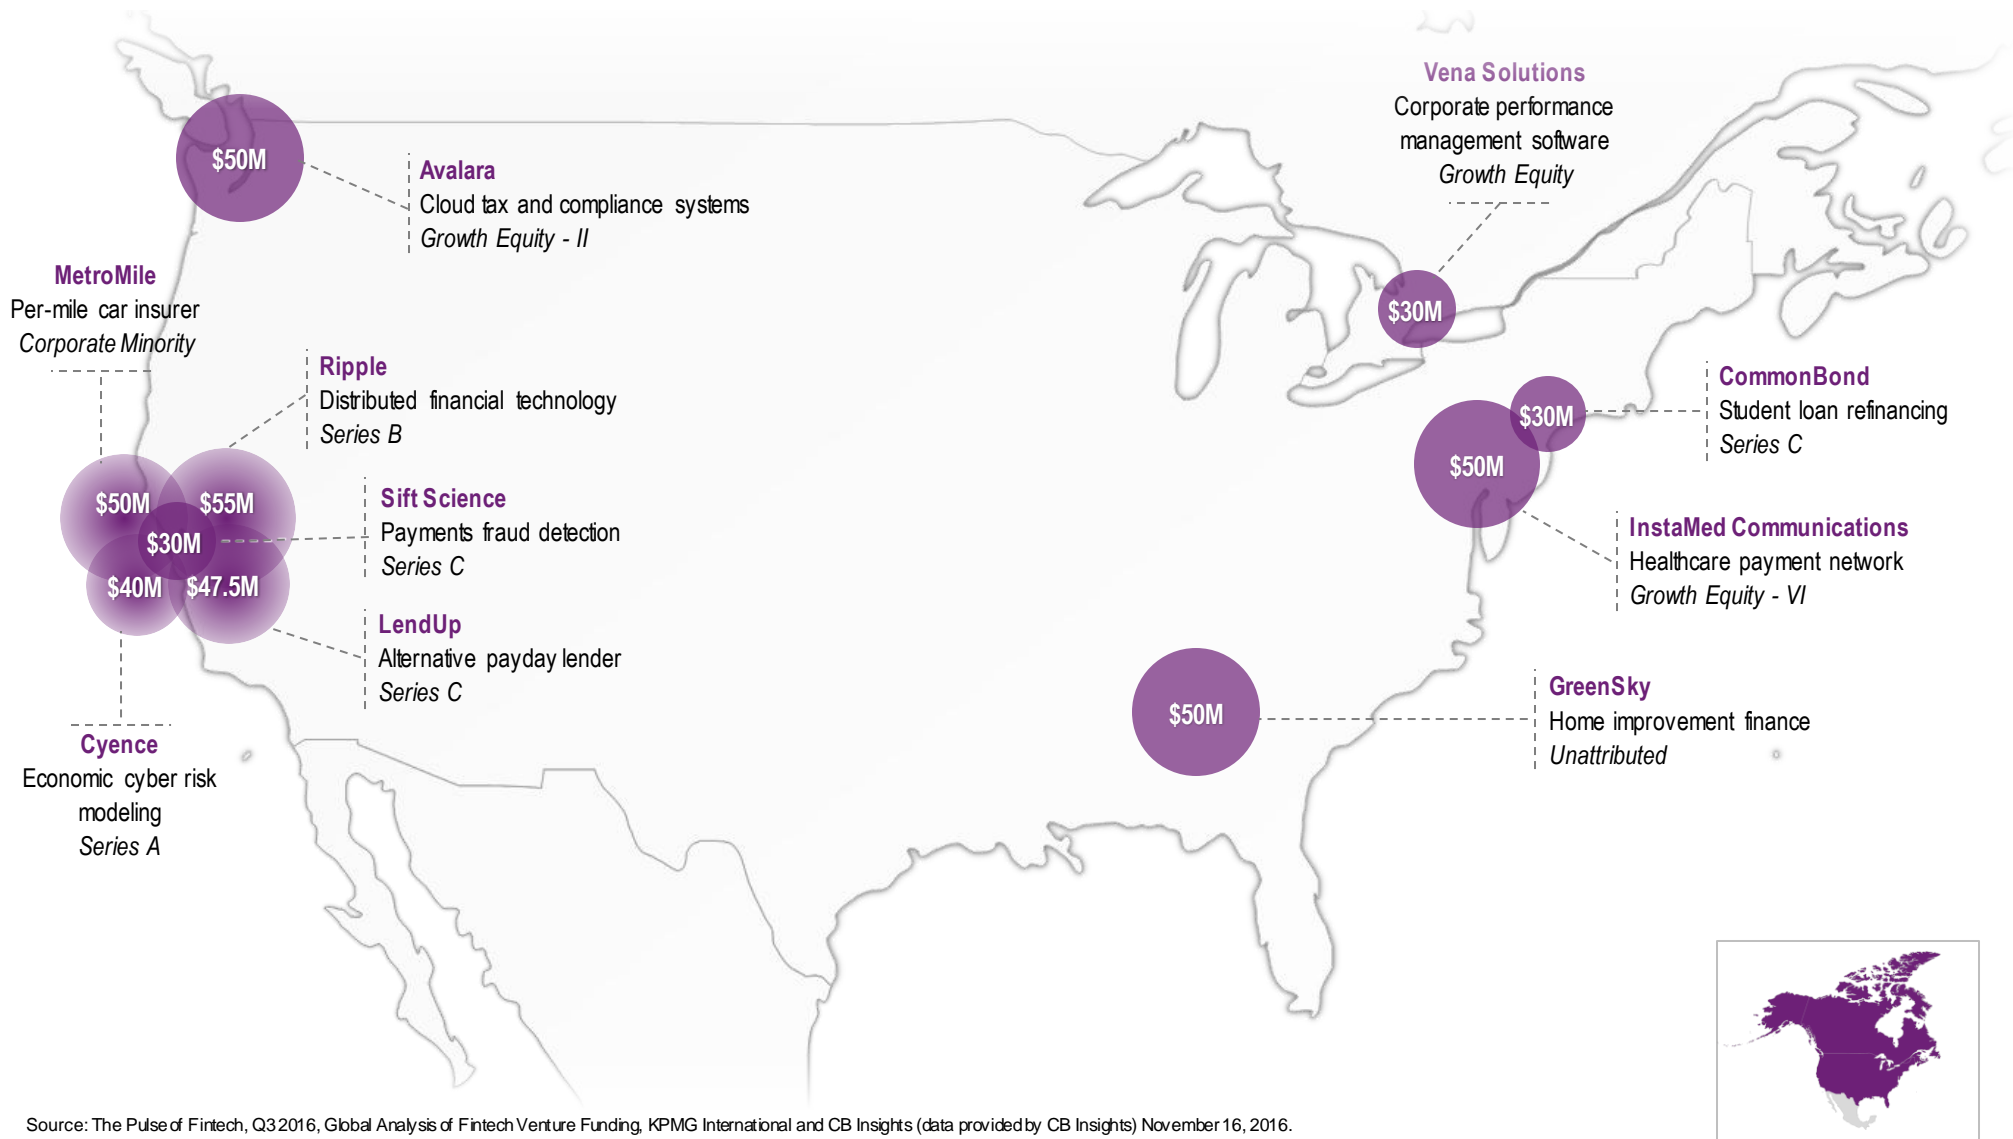 Vena Solutions
Corporate performance
management software
Growth Equity
$50M
Avalara
Cloud tax and compliance systems
Growth Equity - II
MetroMile
Per-mile car insurer
Corporate Minority
$30M
Ripple
Distributed financial technology
Series B
CommonBond
Student loan refinancing
Series C
$30M
$50M
$50M
$55M
$30M
$40M
$47.5M
Sift Science
Payments fraud detection
Series C
InstaMed Communications
Healthcare payment network
Growth Equity - VI
LendUp
Alternative payday lender
Series C
$50M
GreenSky
Home improvement finance
Unattributed
Cyence
Economic cyber risk
modeling
Series A
Source: The Pulse of Fintech, Q3 2016, Global Analysis of Fintech Venture Funding, KPMG International and CB Insights (data provided by CB Insights) November 16, 2016.